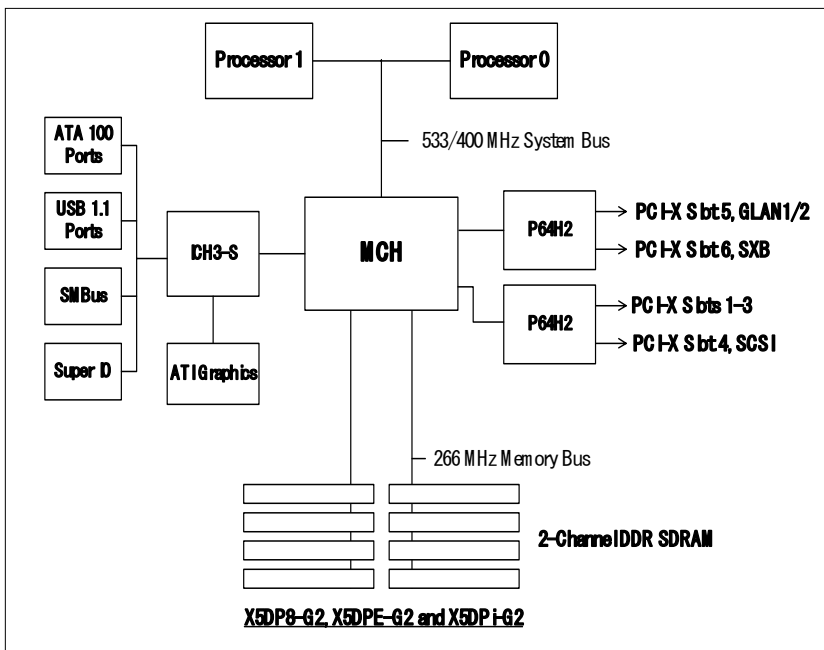 Processor 1
Processor 0
533/400 MHz System Bus
ATA 100
Ports
USB 1.1
Ports
SMBus
Super IO
ICH3-S
ATI Graphics
MCH
P64H2
PCI-X Slot 5, GLAN1/2
PCI-X Slot 6, SXB
P64H2
PCI-X Slots 1-3
PCI-X Slot 4, SCSI
266 MHz Memory Bus
2-Channel DDR SDRAM
X5DP8-G2, X5DPE-G2 and X5DPi-G2